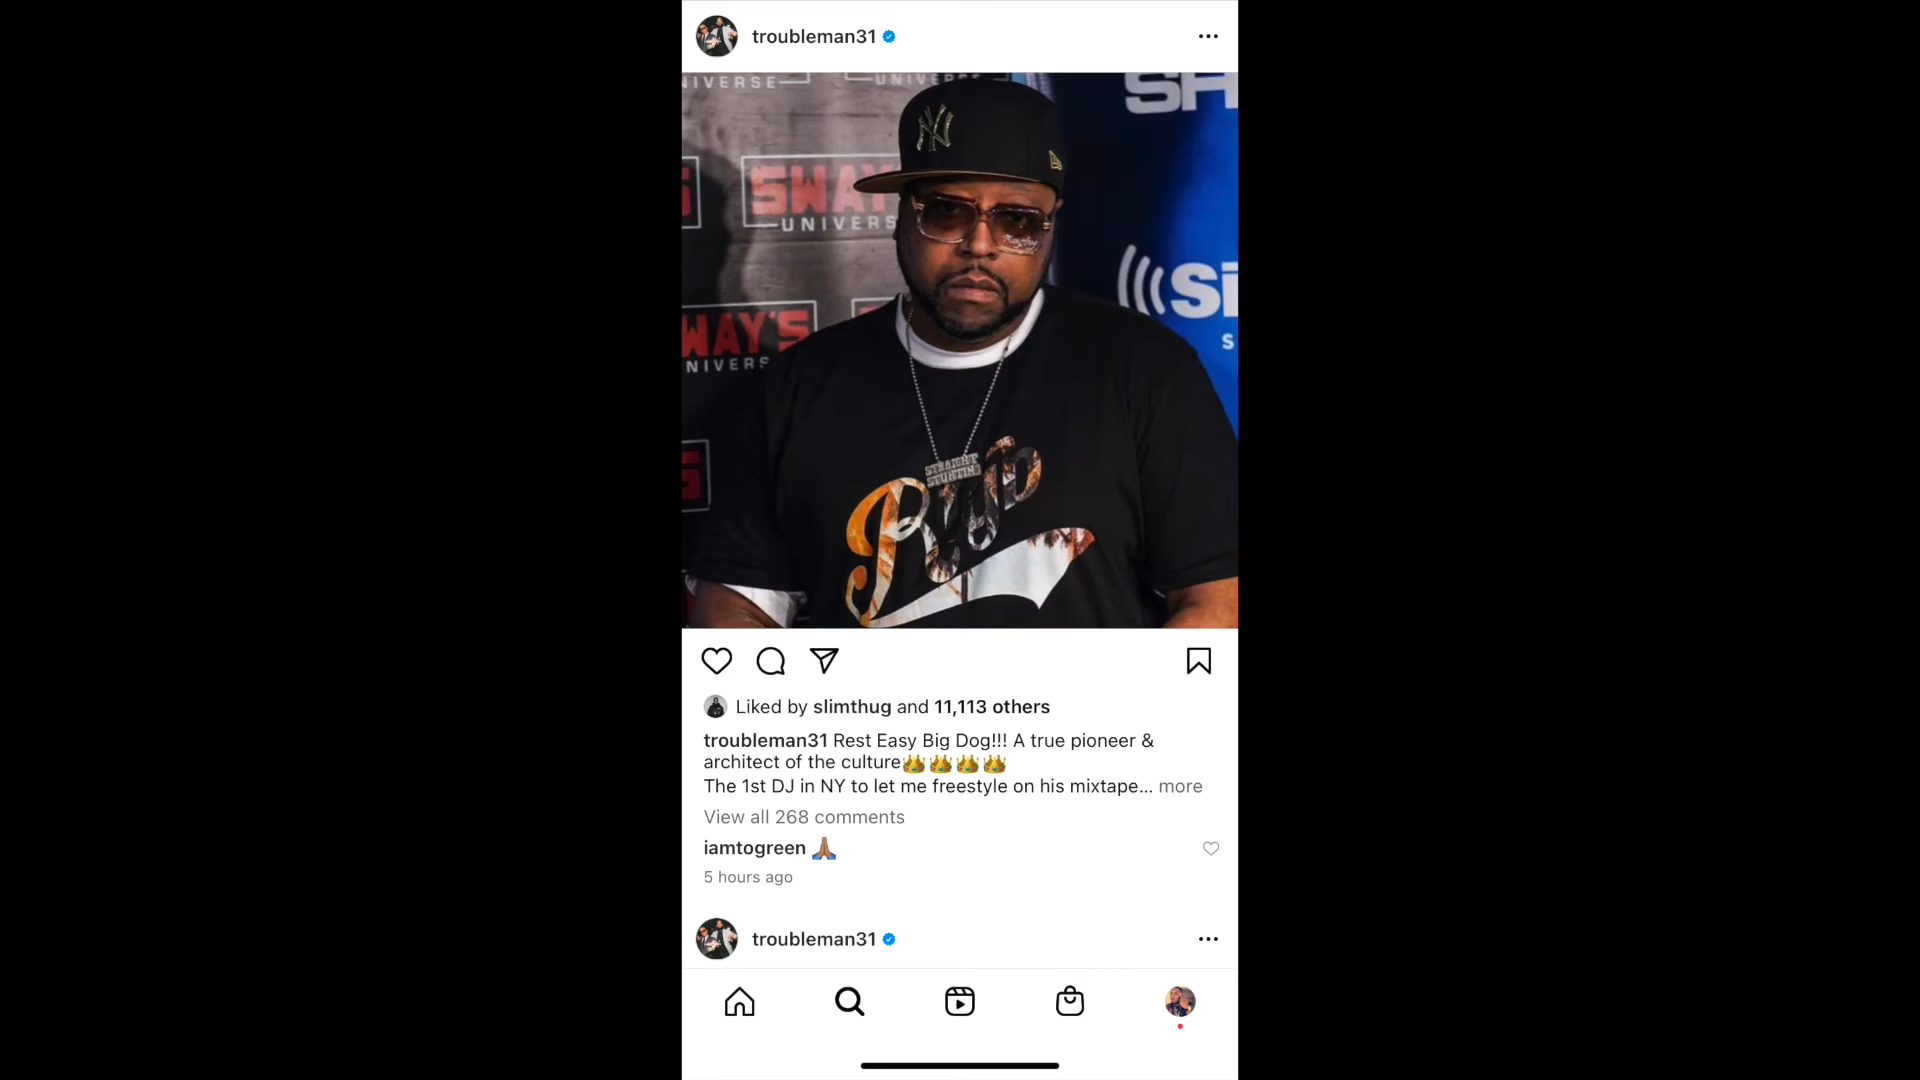 troubleman31
IVERSE
UNIVERSE
SH
SWAY'
UNIVERS
Si
S
WAY'S
NIVERS
S
STRAIGHT
STUNTIN
troubleman31
Liked by slimthug and 11,113 others
troubleman31 Rest Easy Big Dog!!! A true pioneer &
architect of the culture👑👑👑👑
The 1st DJ in NY to let me freestyle on his mixtape... more
View all 268 comments
iamtogreen 🙏🏽
5 hours ago
troubleman31